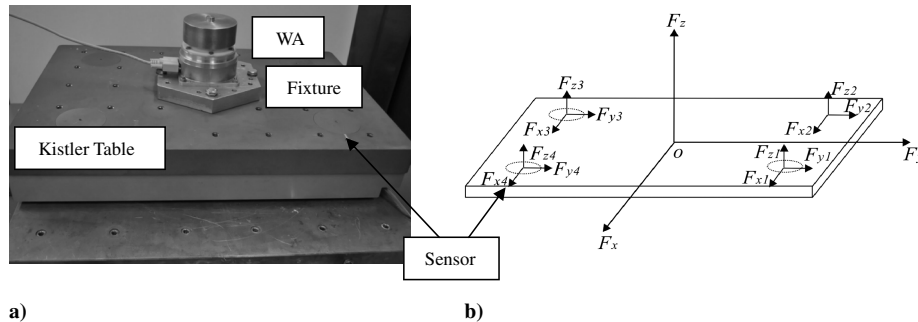 WA
Fixture
Kistler Table
Sensor
a)
Fz
Fz3
Fy3
Fx3
Fz2
Fy2
Fx2
Fz4
Fy4
Fx4
O
Fz1
Fy1
Fx1
Fx
b)